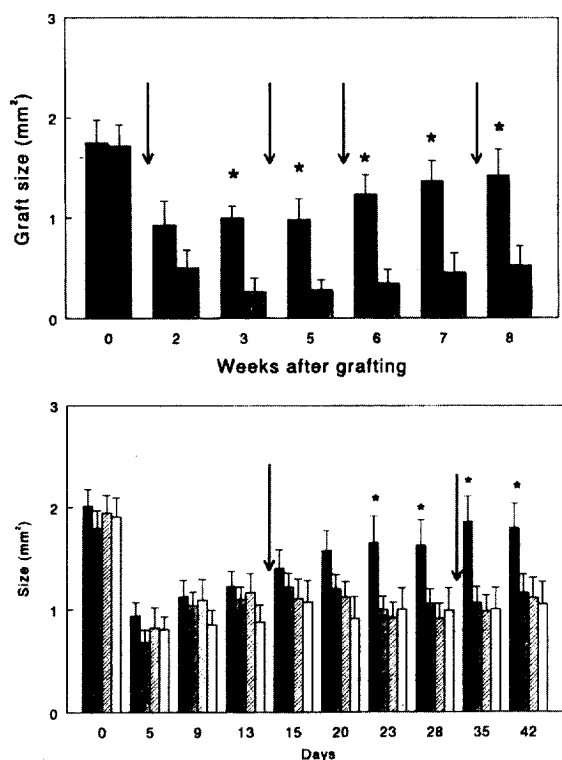 3
2
1
0
Graft size (mm²)
* * * * *
0 2 3 5 6 7 8
Weeks after grafting
3
2
1
0
Size (mm²)
* * * *
0 5 9 13 15 20 23 28 35 42
Days